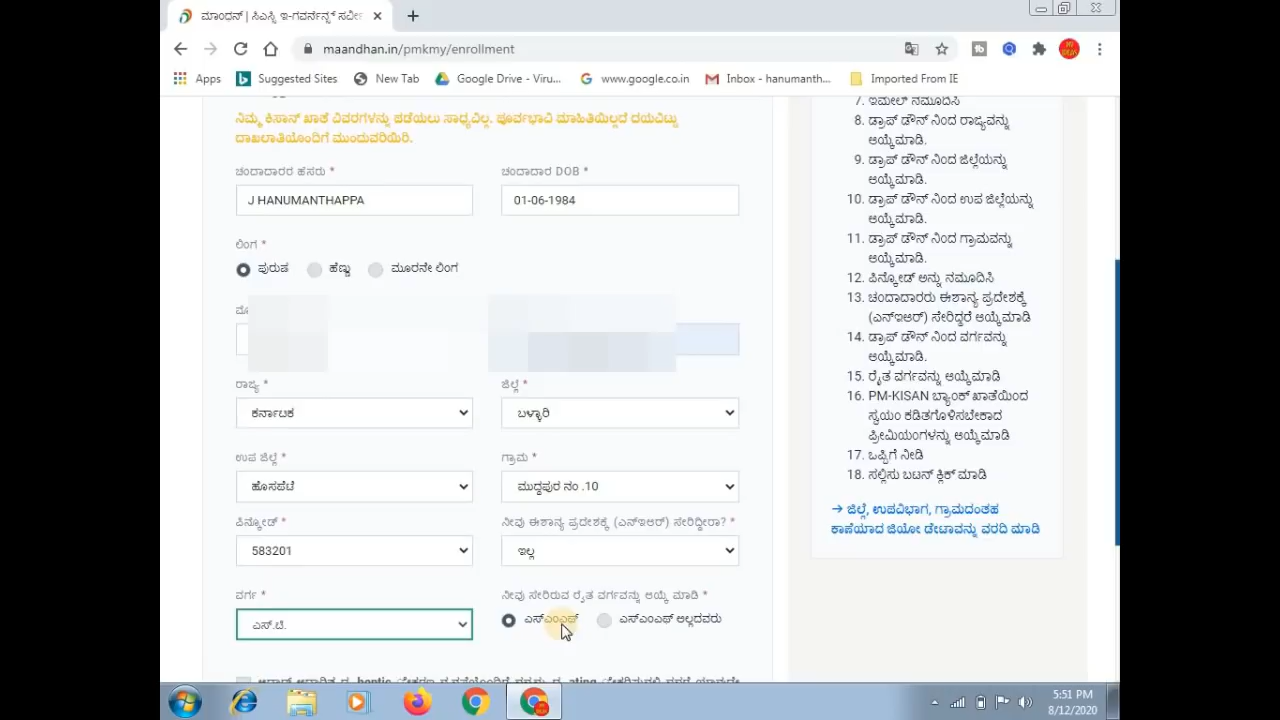 ಮಾಂಧನ್ | ಸಿಎಸ್ಸಿ ಇ-ಗವರ್ನೆನ್ಸ್ ಸರ್ವೀ
maandhan.in/pmkmy/enrollment
Apps Suggested Sites New Tab Google Drive - Viru... www.google.co.in Inbox - hanumanth... Imported From IE
ನಿಮ್ಮ ಕಿಸಾನ್ ಖಾತೆ ವಿವರಗಳನ್ನು ಪಡೆಯಲು ಸಾಧ್ಯವಿಲ್ಲ. ಪೂರ್ವಭಾವಿ ಮಾಹಿತಿಯಿಲ್ಲದೆ ದಯವಿಟ್ಟು
ದಾಖಲಾತಿಯೊಂದಿಗೆ ಮುಂದುವರಿಯಿರಿ.
ಚಂದಾದಾರರ ಹೆಸರು * ಚಂದಾದಾರ DOB *
J HANUMANTHAPPA 01-06-1984
ಲಿಂಗ *
ಪುರುಷ ಹೆಣ್ಣು ಮೂರನೇ ಲಿಂಗ
ರಾಜ್ಯ * ಜಿಲ್ಲೆ *
ಕರ್ನಾಟಕ ಬಳ್ಳಾರಿ
ಉಪ ಜಿಲ್ಲೆ * ಗ್ರಾಮ *
ಹೊಸಪೆಟೆ ಮುದ್ದಪುರ ನಂ .10
ಪಿನ್ಕೋಡ್ * ನೀವು ಈಶಾನ್ಯ ಪ್ರದೇಶಕ್ಕೆ (ಎನ್ಇಆರ್) ಸೇರಿದ್ದೀರಾ? *
583201 ಇಲ್ಲ
ವರ್ಗ * ನೀವು ಸೇರಿರುವ ರೈತ ವರ್ಗವನ್ನು ಆಯ್ಕೆ ಮಾಡಿ *
ಎಸ್.ಟಿ. ಎಸ್ಎಂಎಫ್ ಎಸ್ಎಂಎಫ್ ಅಲ್ಲದವರು
7. ಇಮೇಲ್ ನಮೂದಿಸಿ
8. ಡ್ರಾಪ್ ಡೌನ್ ನಿಂದ ರಾಜ್ಯವನ್ನು
ಆಯ್ಕೆಮಾಡಿ.
9. ಡ್ರಾಪ್ ಡೌನ್ ನಿಂದ ಜಿಲ್ಲೆಯನ್ನು
ಆಯ್ಕೆಮಾಡಿ.
10. ಡ್ರಾಪ್ ಡೌನ್ ನಿಂದ ಉಪ ಜಿಲ್ಲೆಯನ್ನು
ಆಯ್ಕೆಮಾಡಿ.
11. ಡ್ರಾಪ್ ಡೌನ್ ನಿಂದ ಗ್ರಾಮವನ್ನು
ಆಯ್ಕೆಮಾಡಿ.
12. ಪಿನ್ಕೋಡ್ ಅನ್ನು ನಮೂದಿಸಿ
13. ಚಂದಾದಾರರು ಈಶಾನ್ಯ ಪ್ರದೇಶಕ್ಕೆ
(ಎನ್ಇಆರ್) ಸೇರಿದ್ದರೆ ಆಯ್ಕೆಮಾಡಿ
14. ಡ್ರಾಪ್ ಡೌನ್ ನಿಂದ ವರ್ಗವನ್ನು
ಆಯ್ಕೆಮಾಡಿ.
15. ರೈತ ವರ್ಗವನ್ನು ಆಯ್ಕೆಮಾಡಿ
16. PM-KISAN ಬ್ಯಾಂಕ್ ಖಾತೆಯಿಂದ
ಸ್ವಯಂ ಕಡಿತಗೊಳಿಸಬೇಕಾದ
ಪ್ರೀಮಿಯಂಗಳನ್ನು ಆಯ್ಕೆಮಾಡಿ
17. ಒಪ್ಪಿಗೆ ನೀಡಿ
18. ಸಲ್ಲಿಸು ಬಟನ್ ಕ್ಲಿಕ್ ಮಾಡಿ
→ ಜಿಲ್ಲೆ, ಉಪವಿಭಾಗ, ಗ್ರಾಮದಂತಹ
ಕಾಣೆಯಾದ ಜಿಯೋ ಡೇಟಾವನ್ನು ವರದಿ ಮಾಡಿ
5:51 PM
8/12/2020